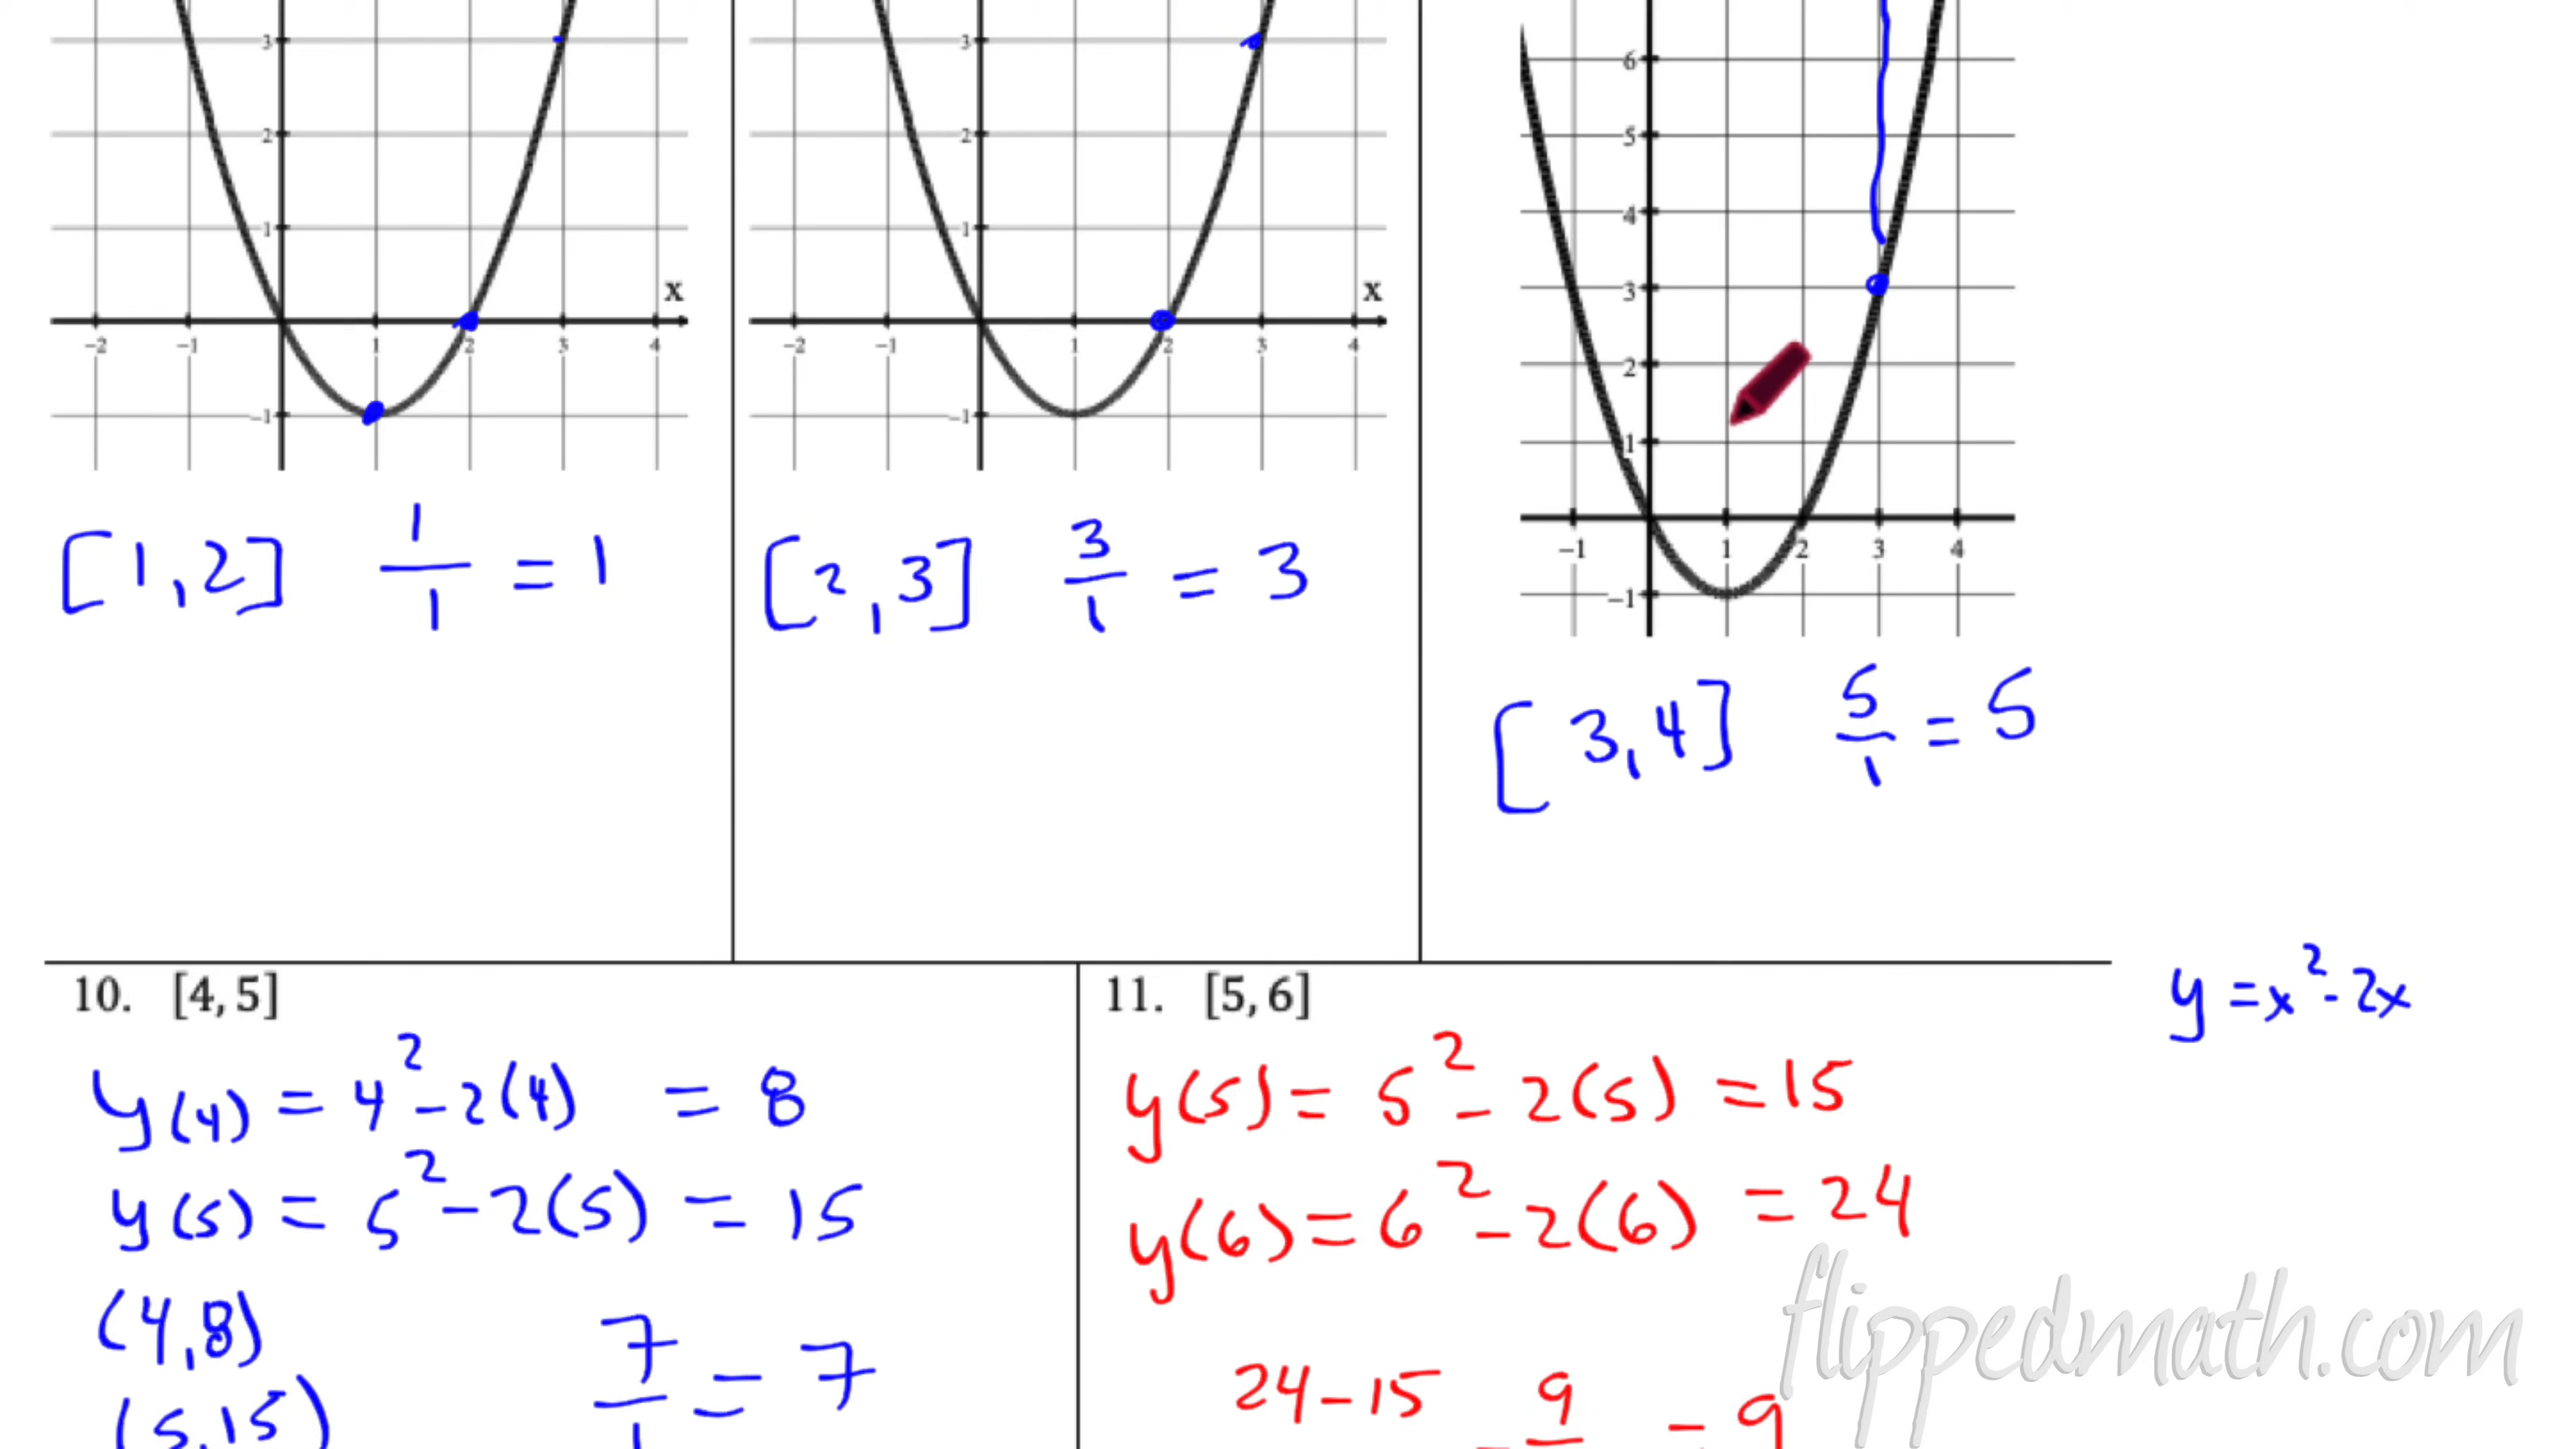 3 3 6
2 2 5
1 1 4
x x 3
-2 -1 1 2 3 4 -2 -1 1 2 3 4 2
-1 -1 1
-1 1 2 3 4
-1
[1,2] 1/1 = 1
[2,3] 3/1 = 3
[3,4] 5/1 = 5
10. [4,5]
y(4) = 4² - 2(4) = 8
y(5) = 5² - 2(5) = 15
(4,8)
(5,15)
7/1 = 7
11. [5,6]
y(5) = 5² - 2(5) = 15
y(6) = 6² - 2(6) = 24
24-15 = 9 = 9
y = x² - 2x
flippedmath.com